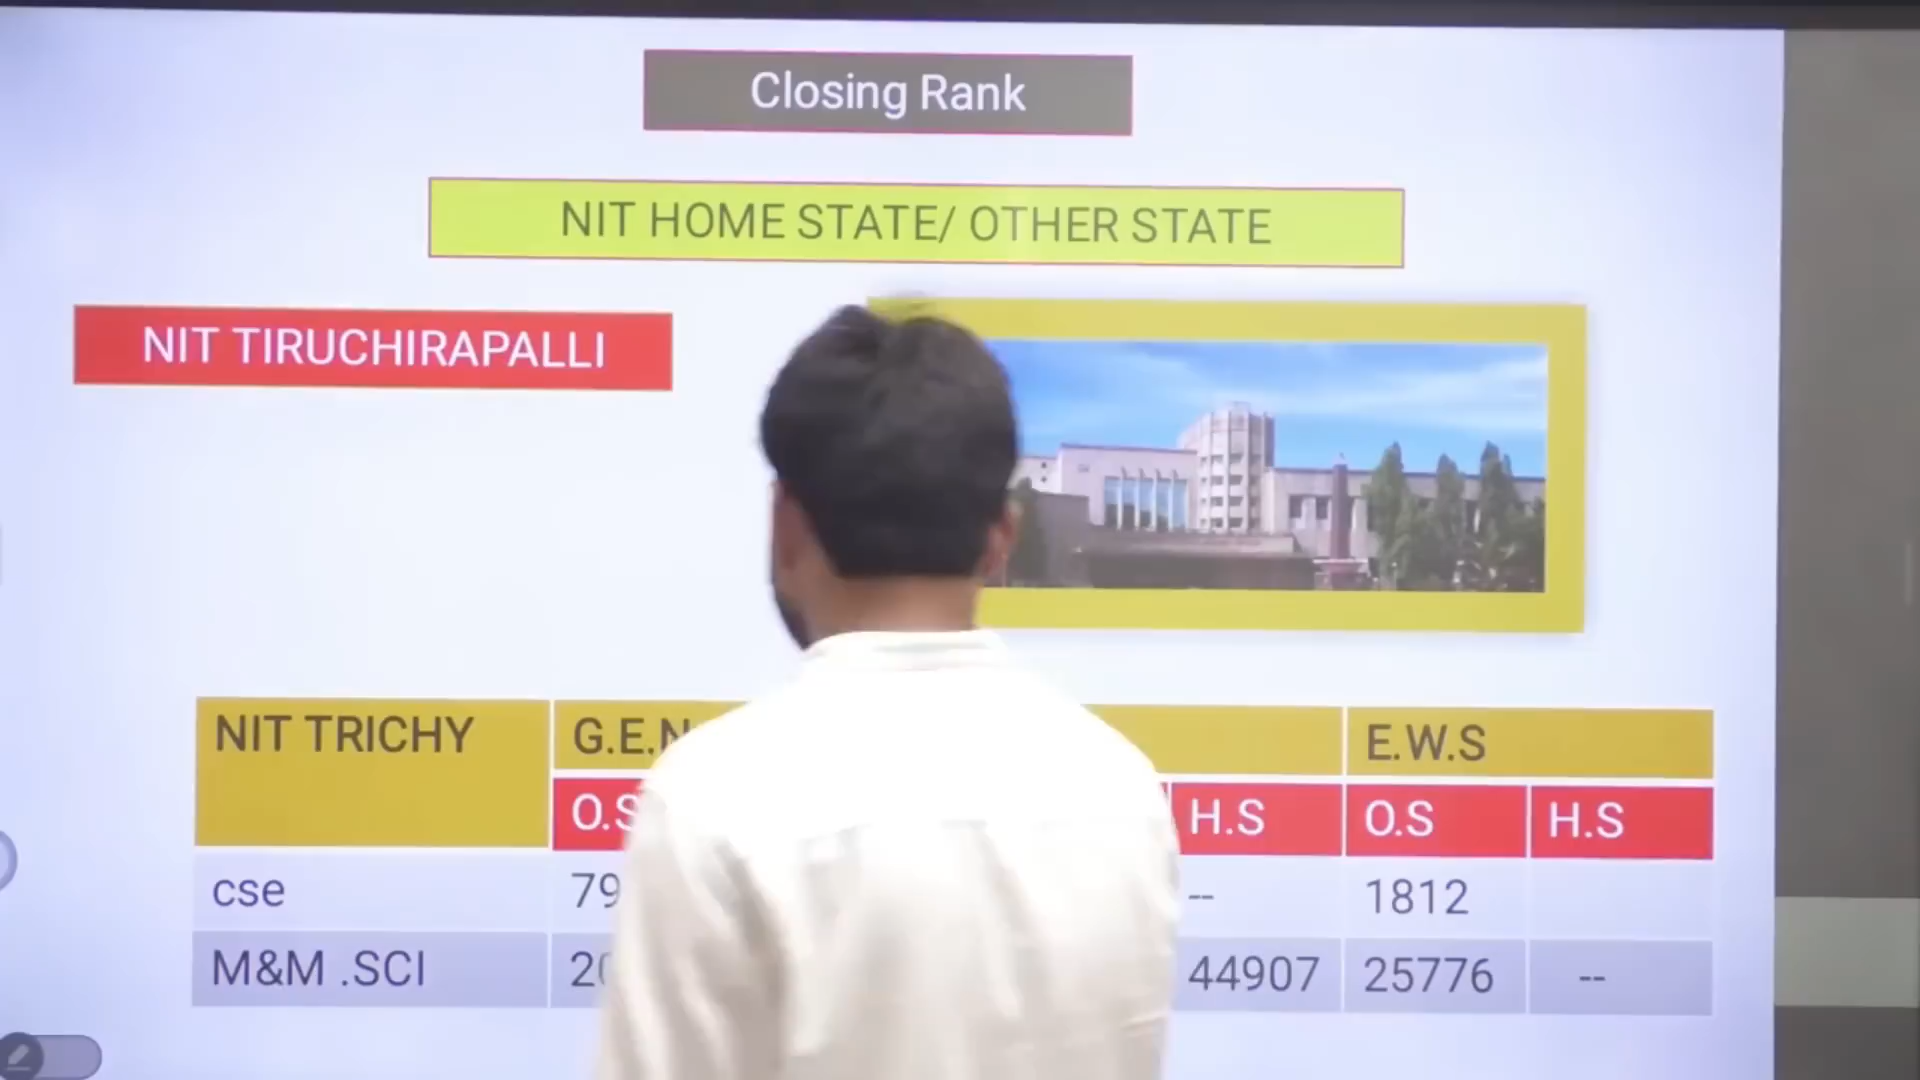 Closing Rank
NIT HOME STATE/ OTHER STATE
NIT TIRUCHIRAPALLI
NIT TRICHY G.E.N E.W.S
O.S H.S O.S H.S
cse 79 -- 1812
M&M .SCI 20 44907 25776 --